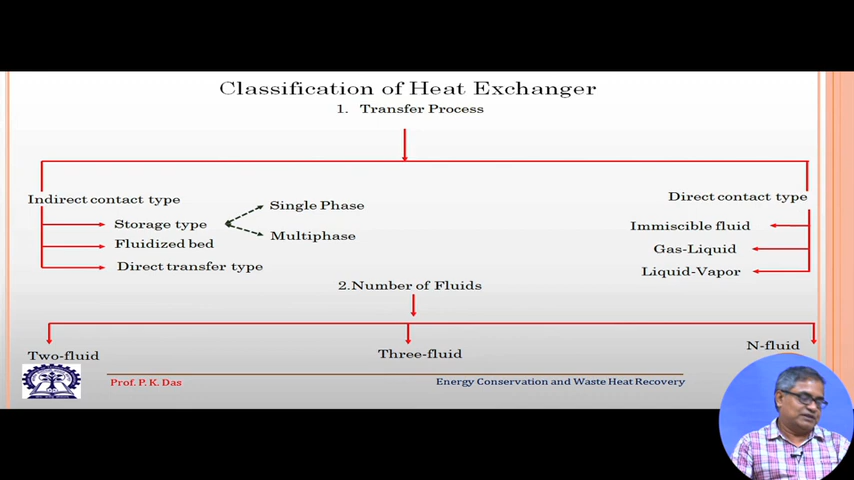 Classification of Heat Exchanger
1. Transfer Process
Indirect contact type
Storage type
Single Phase
Multiphase
Fluidized bed
Direct transfer type
Direct contact type
Immiscible fluid
Gas-Liquid
Liquid-Vapor
2.Number of Fluids
Two-fluid
Three-fluid
N-fluid
Prof. P. K. Das
Energy Conservation and Waste Heat Recovery